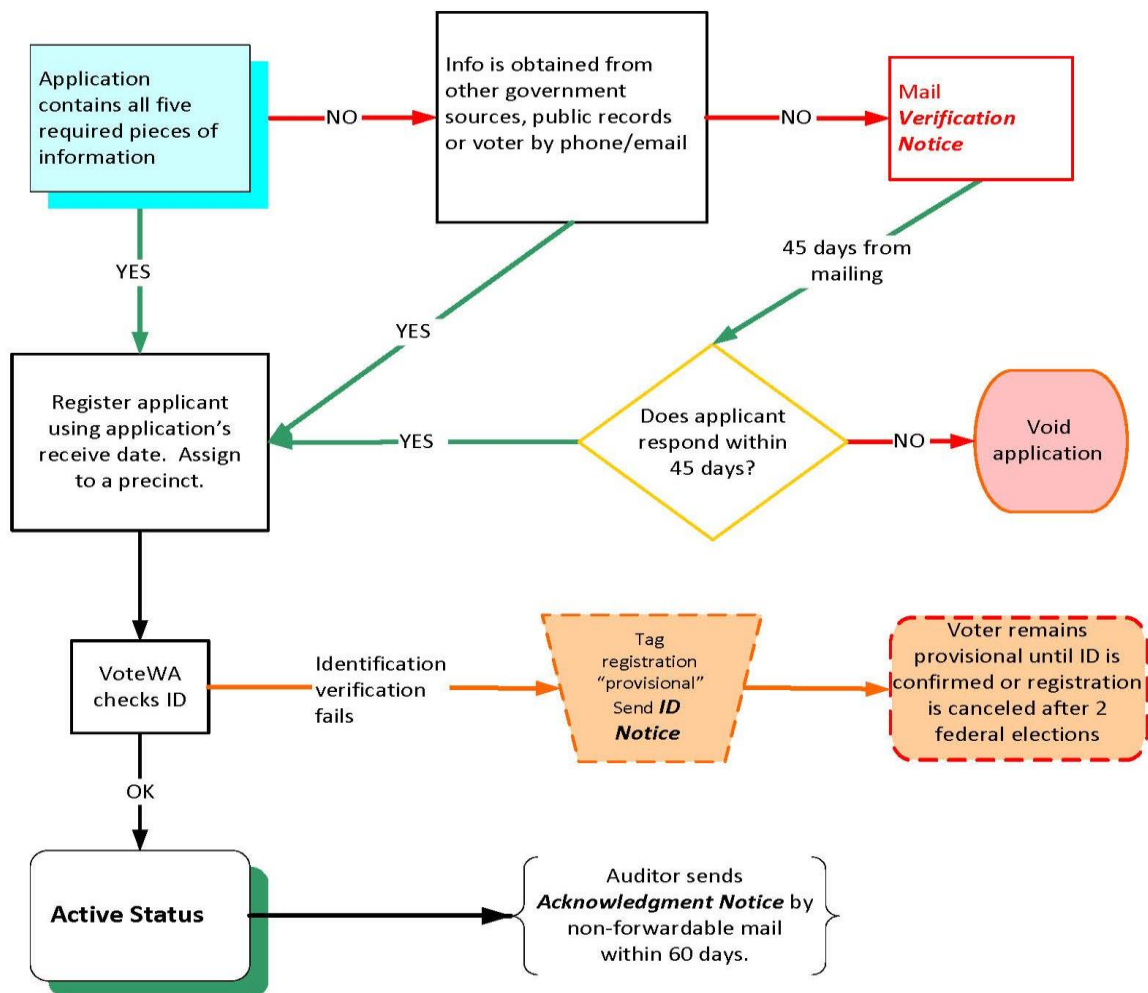 Application
contains all five
required pieces of
information
NO
Info is obtained from
other government
sources, public records
or voter by phone/email
NO
Mail
Verification
Notice
YES
YES
45 days from
mailing
Register applicant
using application's
receive date.  Assign
to a precinct.
YES
Does applicant
respond within
45 days?
NO
Void
application
VoteWA
checks ID
Identification
verification
fails
Tag
registration
“provisional”
Send ID
Notice
Voter remains
provisional until ID is
confirmed or registration
is canceled after 2
federal elections
OK
Active Status
Auditor sends
Acknowledgment Notice by
non-forwardable mail
within 60 days.